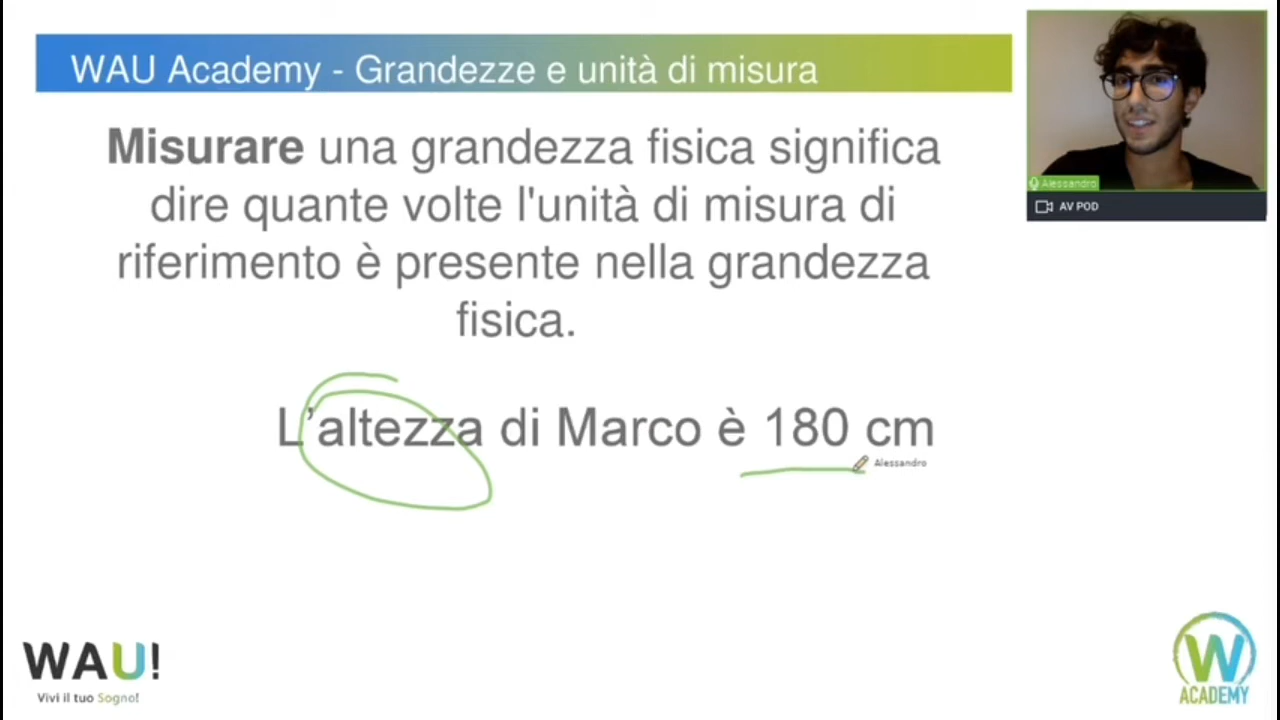 WAU Academy - Grandezze e unità di misura
Misurare una grandezza fisica significa
dire quante volte l'unità di misura di
riferimento è presente nella grandezza
fisica.
L'altezza di Marco è 180 cm
Alessandro
Alessandro
AV POD
WAU!
Vivi il tuo Sogno!
W
ACADEMY